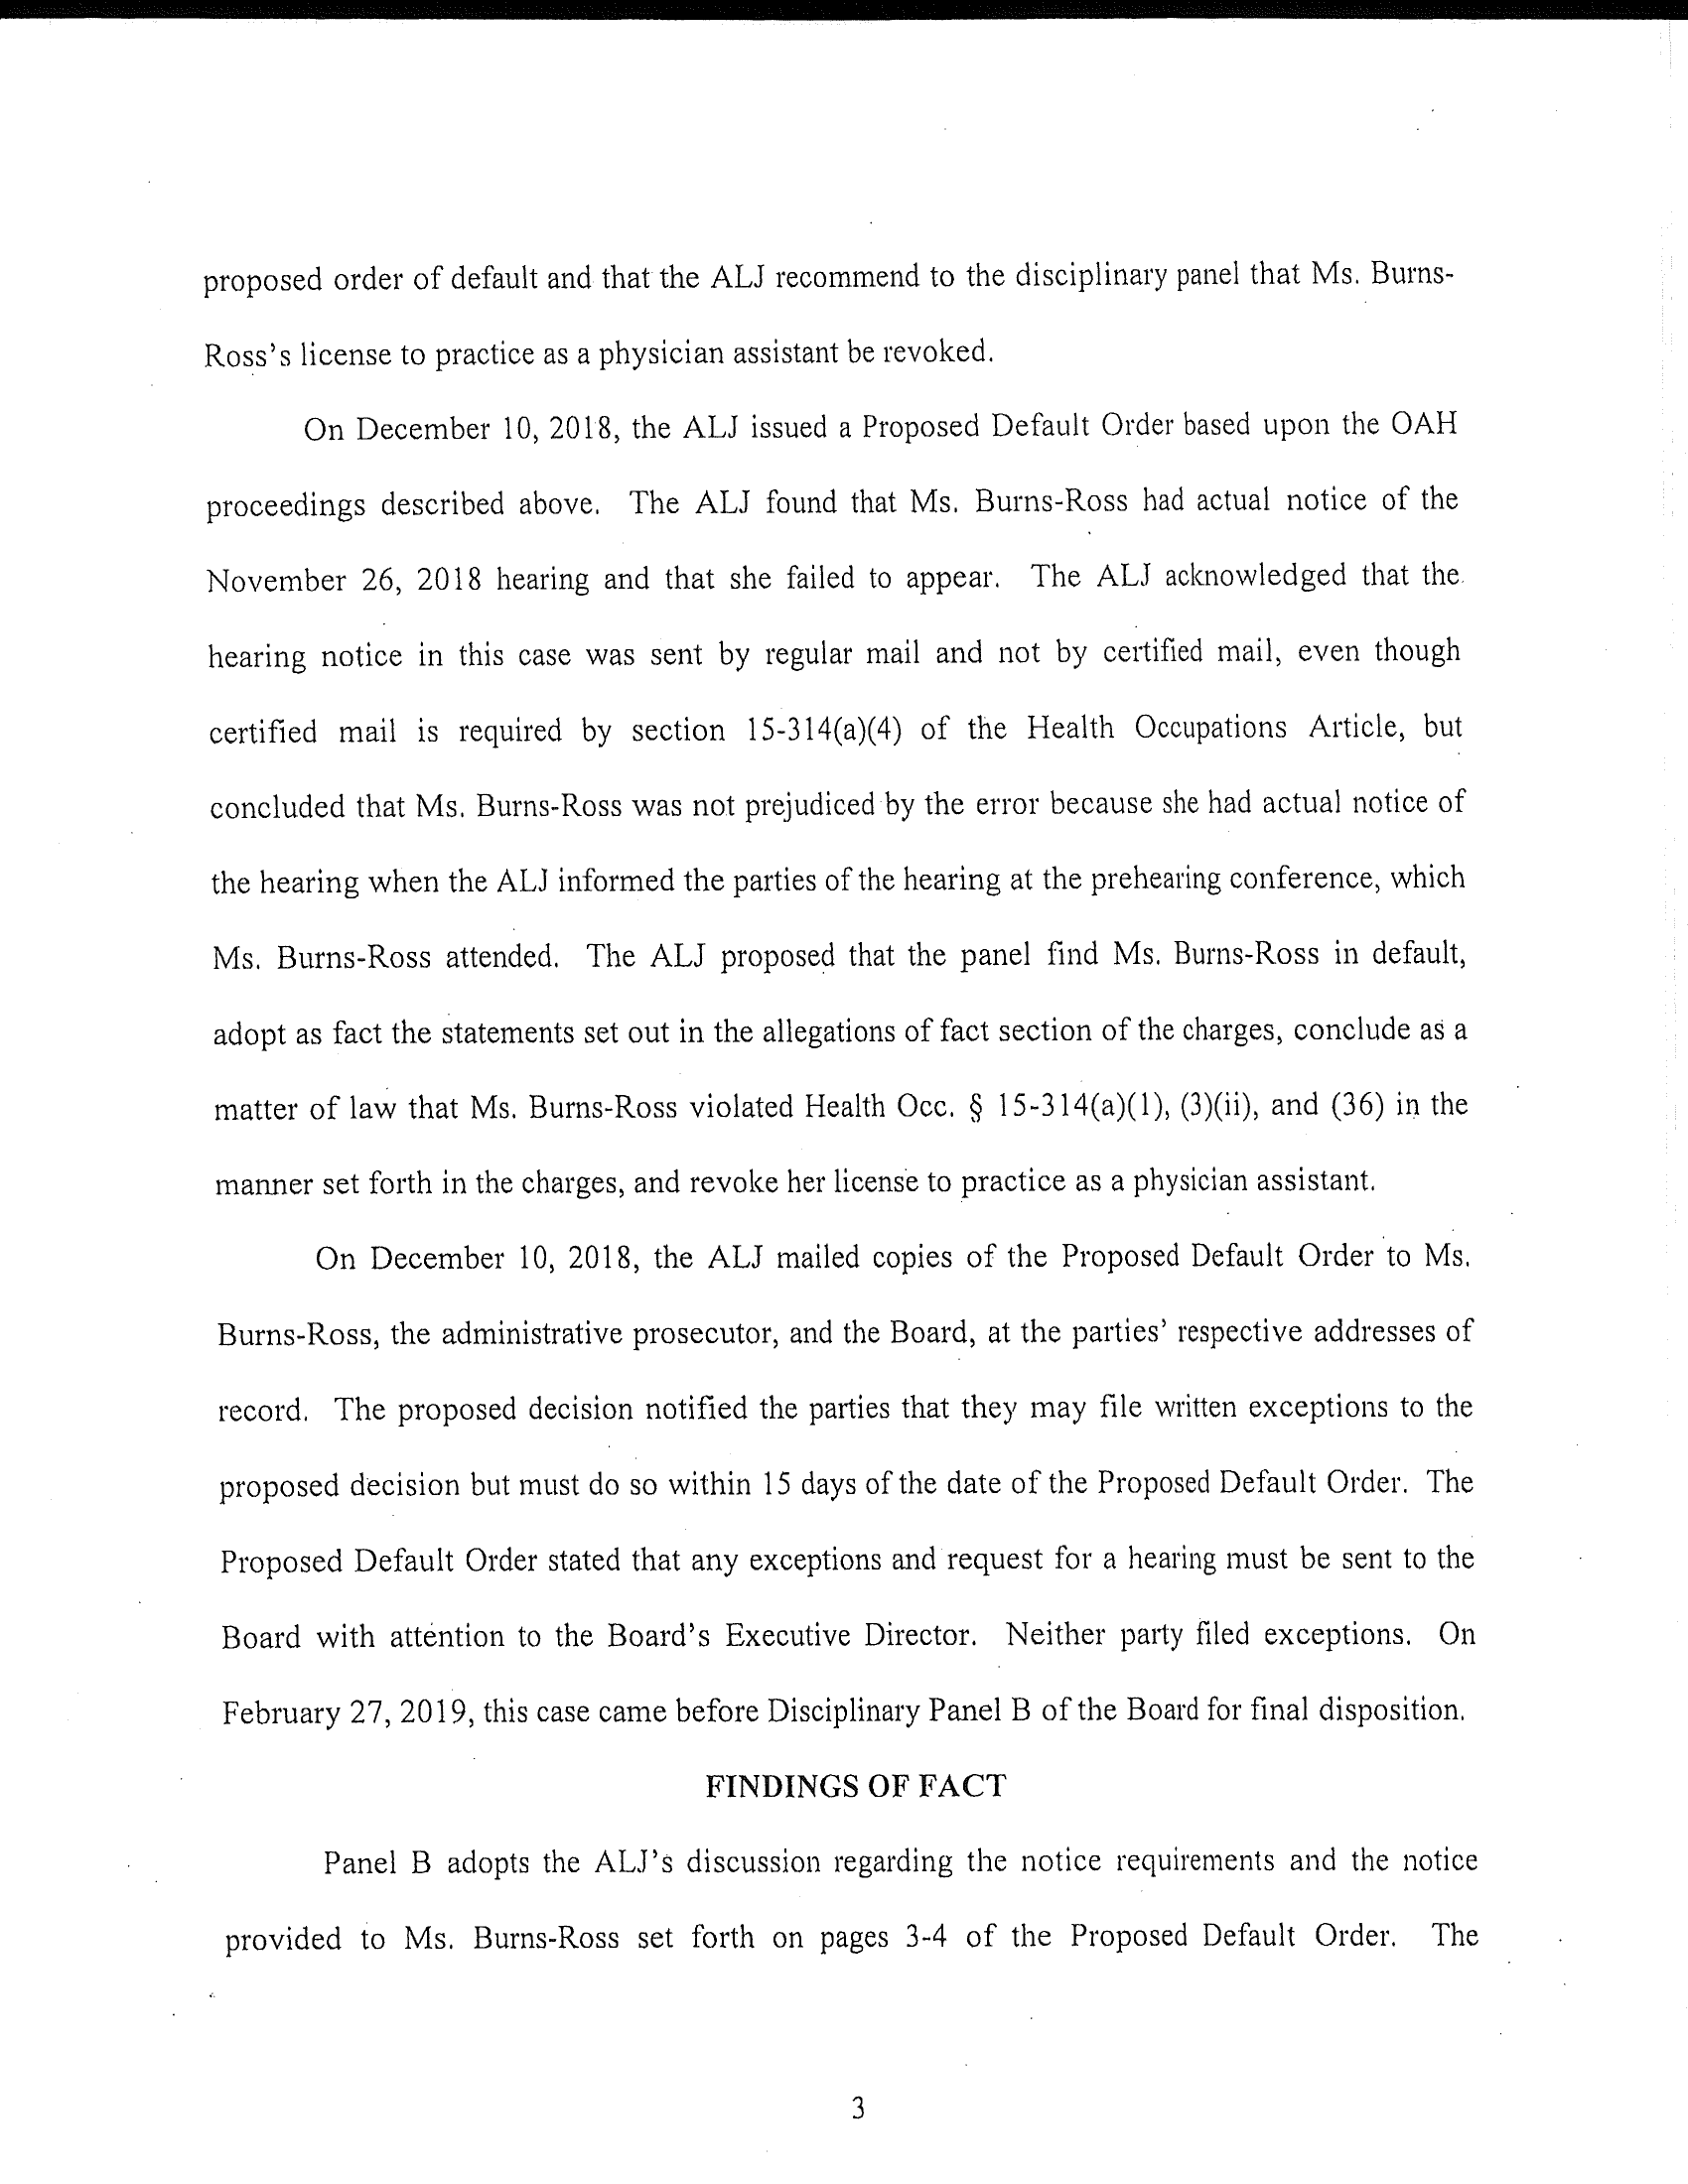 proposed order of default and that the ALJ recommend to the disciplinary panel that Ms. Burns-
Ross's license to practice as a physician assistant be revoked.
On December 10, 2018, the ALJ issued a Proposed Default Order based upon the OAH
proceedings described above. The ALJ found that Ms. Burns-Ross had actual notice of the
November 26, 2018 hearing and that she failed to appear. The ALJ acknowledged that the
hearing notice in this case was sent by regular mail and not by certified mail, even though
certified mail is required by section 15-314(a)(4) of the Health Occupations Article, but
concluded that Ms. Burns-Ross was not prejudiced by the error because she had actual notice of
the hearing when the ALJ informed the parties of the hearing at the prehearing conference, which
Ms. Burns-Ross attended. The ALJ proposed that the panel find Ms. Burns-Ross in default,
adopt as fact the statements set out in the allegations of fact section of the charges, conclude as a
matter of law that Ms. Burns-Ross violated Health Occ. § 15-314(a)(1), (3)(ii), and (36) in the
manner set forth in the charges, and revoke her license to practice as a physician assistant.
On December 10, 2018, the ALJ mailed copies of the Proposed Default Order to Ms.
Burns-Ross, the administrative prosecutor, and the Board, at the parties' respective addresses of
record. The proposed decision notified the parties that they may file written exceptions to the
proposed decision but must do so within 15 days of the date of the Proposed Default Order. The
Proposed Default Order stated that any exceptions and request for a hearing must be sent to the
Board with attention to the Board's Executive Director. Neither party filed exceptions. On
February 27, 2019, this case came before Disciplinary Panel B of the Board for final disposition.
FINDINGS OF FACT
Panel B adopts the ALJ's discussion regarding the notice requirements and the notice
provided to Ms. Burns-Ross set forth on pages 3-4 of the Proposed Default Order. The
3